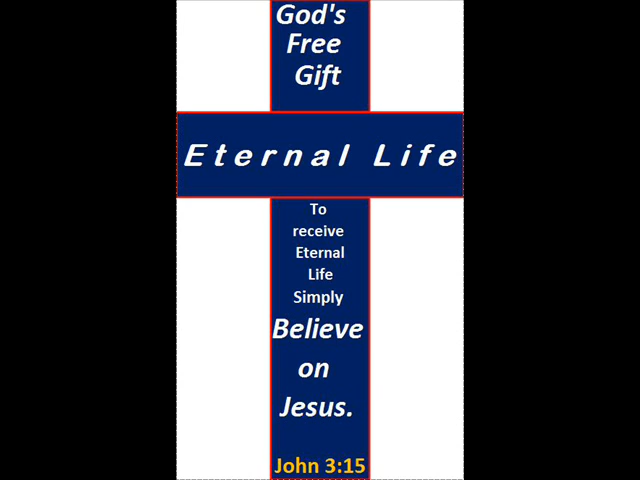 God's
Free
Gift
Eternal Life
To
receive
Eternal
Life
Simply
Believe
on
Jesus.
John 3:15